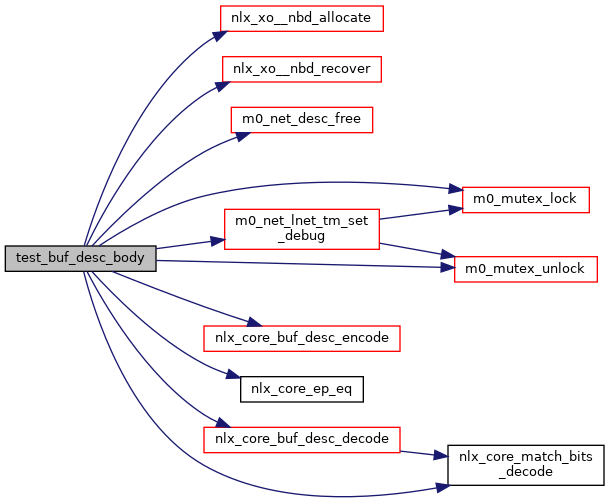 nlx_xo__nbd_allocate
nlx_xo__nbd_recover
m0_net_desc_free
m0_mutex_lock
m0_net_lnet_tm_set
_debug
test_buf_desc_body
m0_mutex_unlock
nlx_core_buf_desc_encode
nlx_core_ep_eq
nlx_core_buf_desc_decode
nlx_core_match_bits
_decode